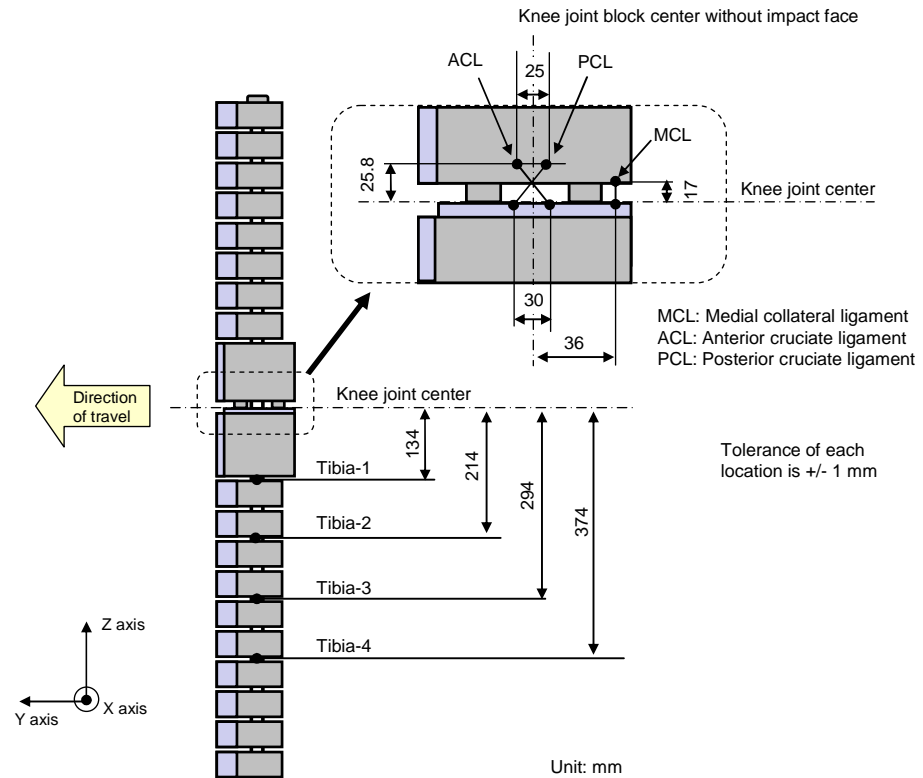 Knee joint block center without impact face
ACL
25
PCL
MCL
25.8
17
Knee joint center
30
36
MCL: Medial collateral ligament
ACL: Anterior cruciate ligament
PCL: Posterior cruciate ligament
Direction
of travel
Knee joint center
134
214
294
374
Tolerance of each
location is +/- 1 mm
Tibia-1
Tibia-2
Tibia-3
Tibia-4
Z axis
Y axis
X axis
Unit: mm